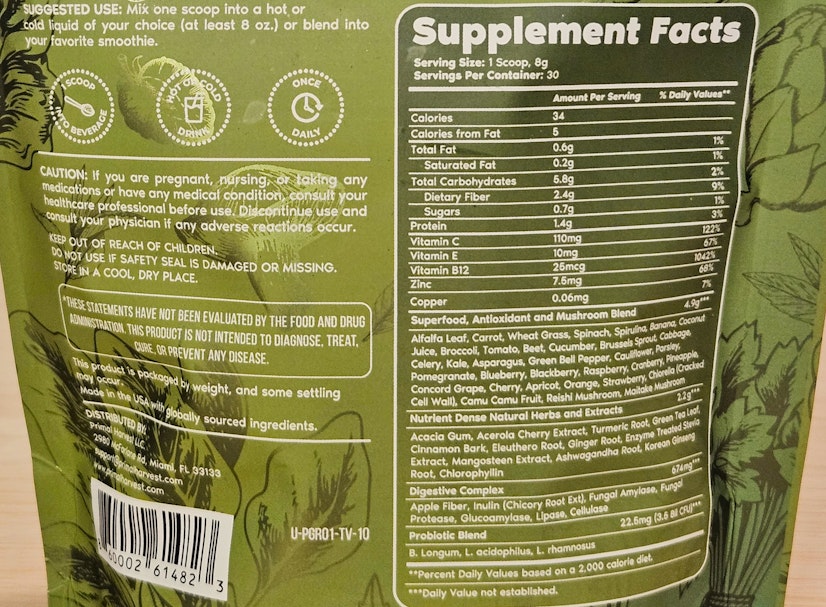 SUGGESTED USE: Mix one scoop into a hot or
cold liquid of your choice (at least 8 oz.) or blend into
your favorite smoothie.
1 SCOOP
INTO BEVERAGE
HOT OR COLD
DRINK
ONCE
DAILY
CAUTION: If you are pregnant, nursing, or taking any
medications or have any medical condition, consult your
healthcare professional before use. Discontinue use and
consult your physician if any adverse reactions occur.
KEEP OUT OF REACH OF CHILDREN.
DO NOT USE IF SAFETY SEAL IS DAMAGED OR MISSING.
STORE IN A COOL, DRY PLACE.
*THESE STATEMENTS HAVE NOT BEEN EVALUATED BY THE FOOD AND DRUG
ADMINISTRATION. THIS PRODUCT IS NOT INTENDED TO DIAGNOSE, TREAT,
CURE, OR PREVENT ANY DISEASE.
This product is packaged by weight, and some settling
may occur.
Made in the USA with globally sourced ingredients.
DISTRIBUTED BY:
Primal Harvest LLC
2980 McFarlane Rd, Miami, FL 33133
support@primalharvest.com
www.primalharvest.com
60002 61482 3
U-PGR01-TV-10
Supplement Facts
Serving Size: 1 Scoop, 8g
Servings Per Container: 30
Amount Per Serving % Daily Values**
Calories 34
Calories from Fat 5
Total Fat 0.6g 1%
Saturated Fat 0.2g 1%
Total Carbohydrates 5.8g 2%
Dietary Fiber 2.4g 9%
Sugars 0.7g 1%
Protein 1.4g 3%
Vitamin C 110mg 122%
Vitamin E 10mg 67%
Vitamin B12 25mcg 1042%
Zinc 7.5mg 68%
Copper 0.06mg 7%
Superfood, Antioxidant and Mushroom Blend 4.9g***
Alfalfa Leaf, Carrot, Wheat Grass, Spinach, Spirulina, Banana, Coconut
Juice, Broccoli, Tomato, Beet, Cucumber, Brussels Sprout, Cabbage,
Celery, Kale, Asparagus, Green Bell Pepper, Cauliflower, Parsley,
Pomegranate, Blueberry, Blackberry, Raspberry, Cranberry, Pineapple,
Concord Grape, Cherry, Apricot, Orange, Strawberry, Chlorella (Cracked
Cell Wall), Camu Camu Fruit, Reishi Mushroom, Maitake Mushroom
Nutrient Dense Natural Herbs and Extracts 2.2g***
Acacia Gum, Acerola Cherry Extract, Turmeric Root, Green Tea Leaf,
Cinnamon Bark, Eleuthero Root, Ginger Root, Enzyme Treated Stevia
Extract, Mangosteen Extract, Ashwagandha Root, Korean Ginseng
Root, Chlorophyllin
Digestive Complex 674mg***
Apple Fiber, Inulin (Chicory Root Ext), Fungal Amylase, Fungal
Protease, Glucoamylase, Lipase, Cellulase
Probiotic Blend 22.5mg (3.6 Bil CFU)***
B. Longum, L. acidophilus, L. rhamnosus
**Percent Daily Values based on a 2,000 calorie diet.
***Daily Value not established.